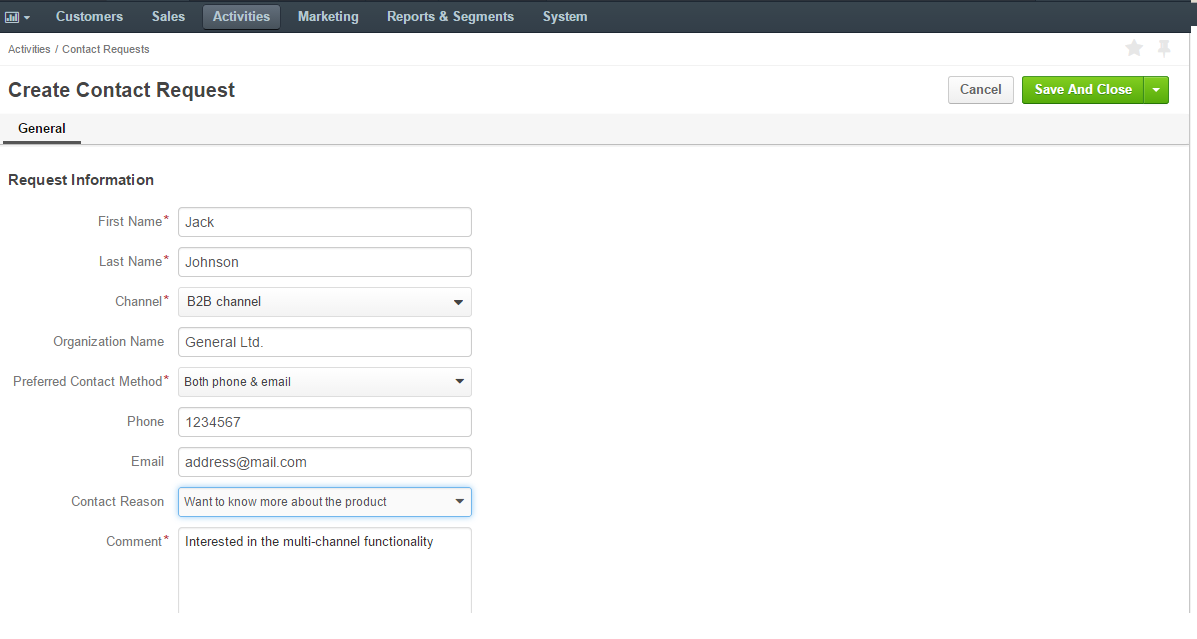 Customers Sales Activities Marketing Reports & Segments System
Activities / Contact Requests
Create Contact Request Cancel Save And Close
General
Request Information
First Name* Jack
Last Name* Johnson
Channel* B2B channel
Organization Name General Ltd.
Preferred Contact Method* Both phone & email
Phone 1234567
Email address@mail.com
Contact Reason Want to know more about the product
Comment* Interested in the multi-channel functionality